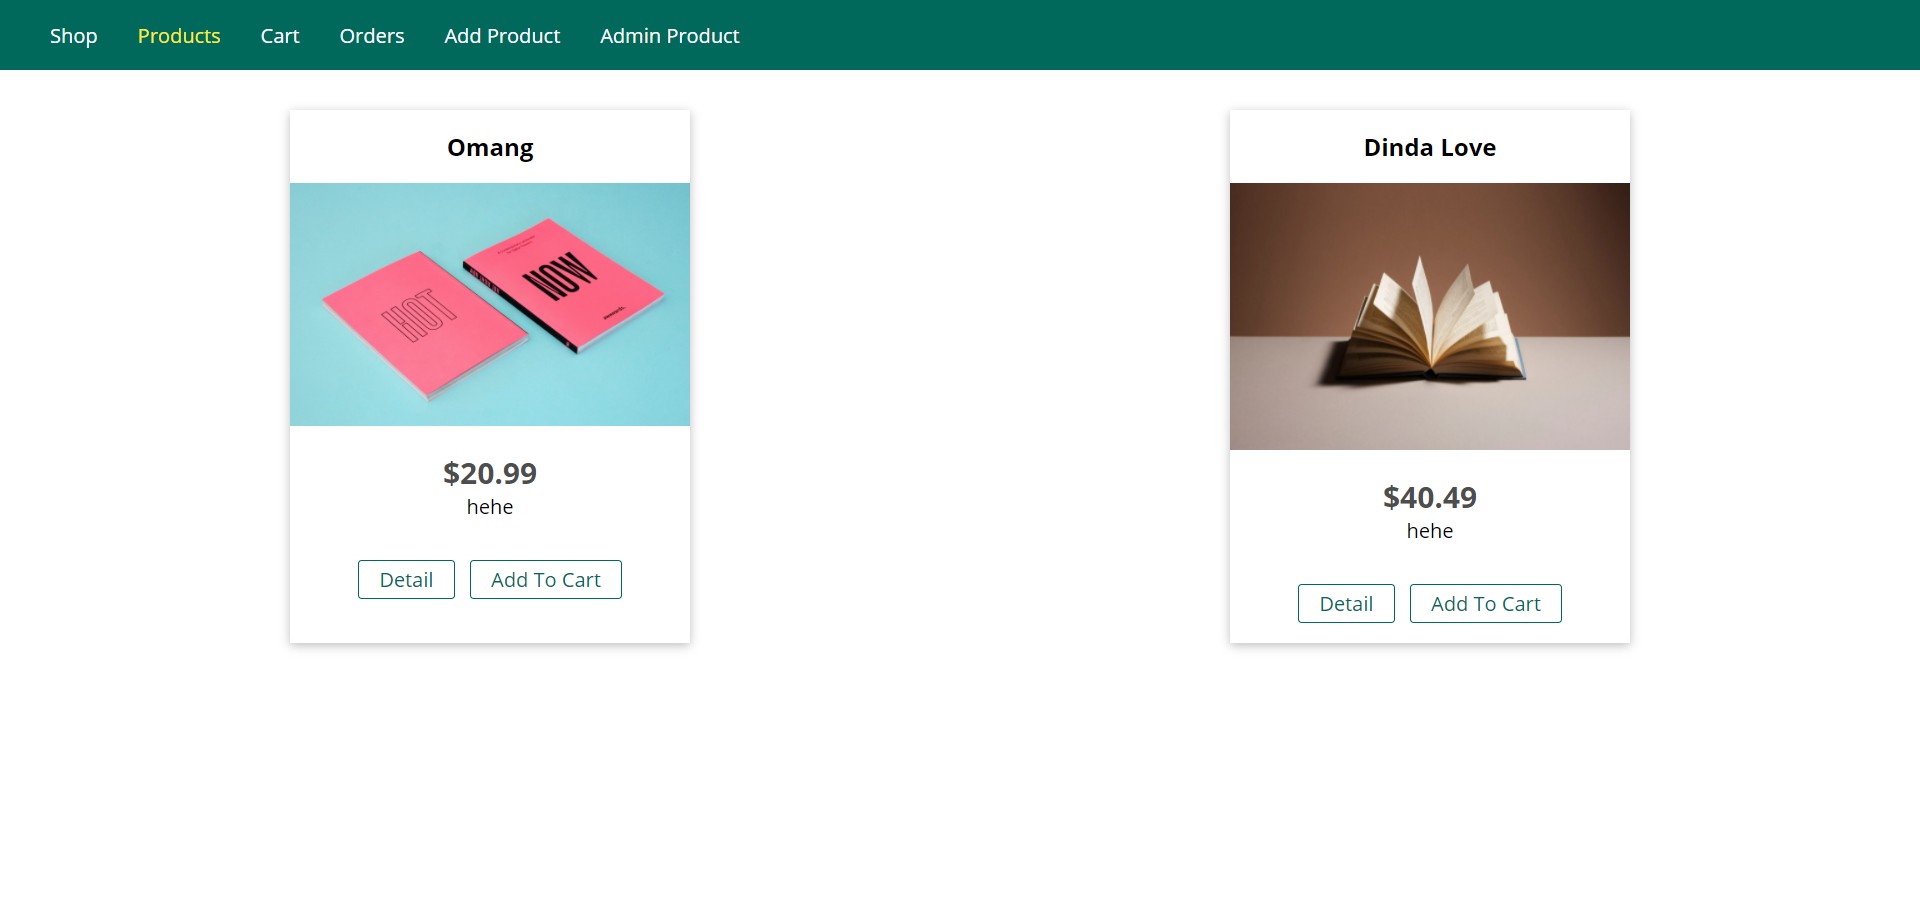 Shop Products Cart Orders Add Product Admin Product
Omang
HOT
NOW
$20.99
hehe
Detail Add To Cart
Dinda Love
$40.49
hehe
Detail Add To Cart